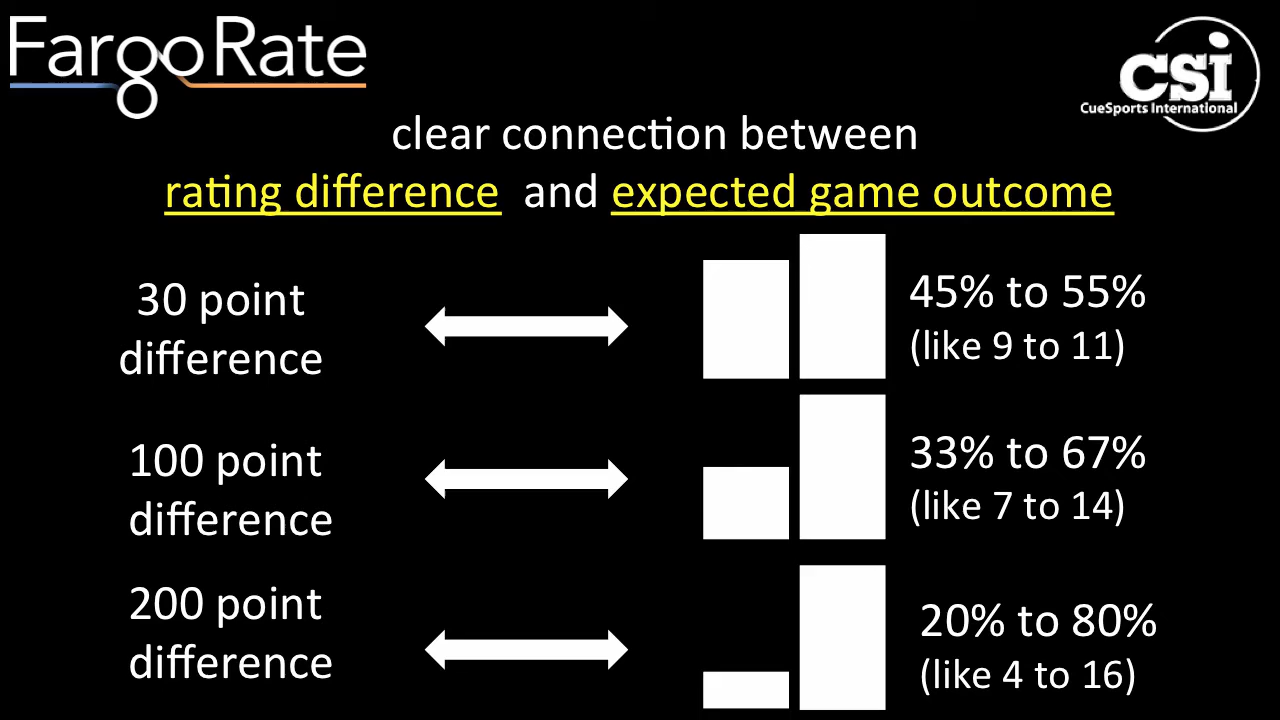 FargoRate
CSi
CueSports International
clear connection between
rating difference and expected game outcome
30 point
difference
45% to 55%
(like 9 to 11)
100 point
difference
33% to 67%
(like 7 to 14)
200 point
difference
20% to 80%
(like 4 to 16)